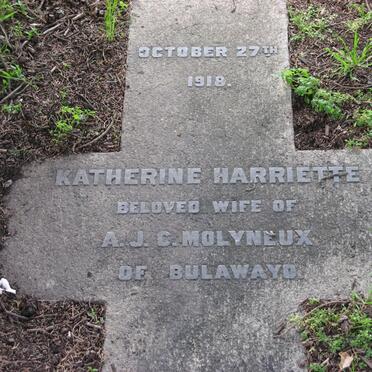 OCTOBER 27TH
1918.
KATHERINE HARRIETTE
BELOVED WIFE OF
A.J.C. MOLYNEUX
OF BULAWAYO.